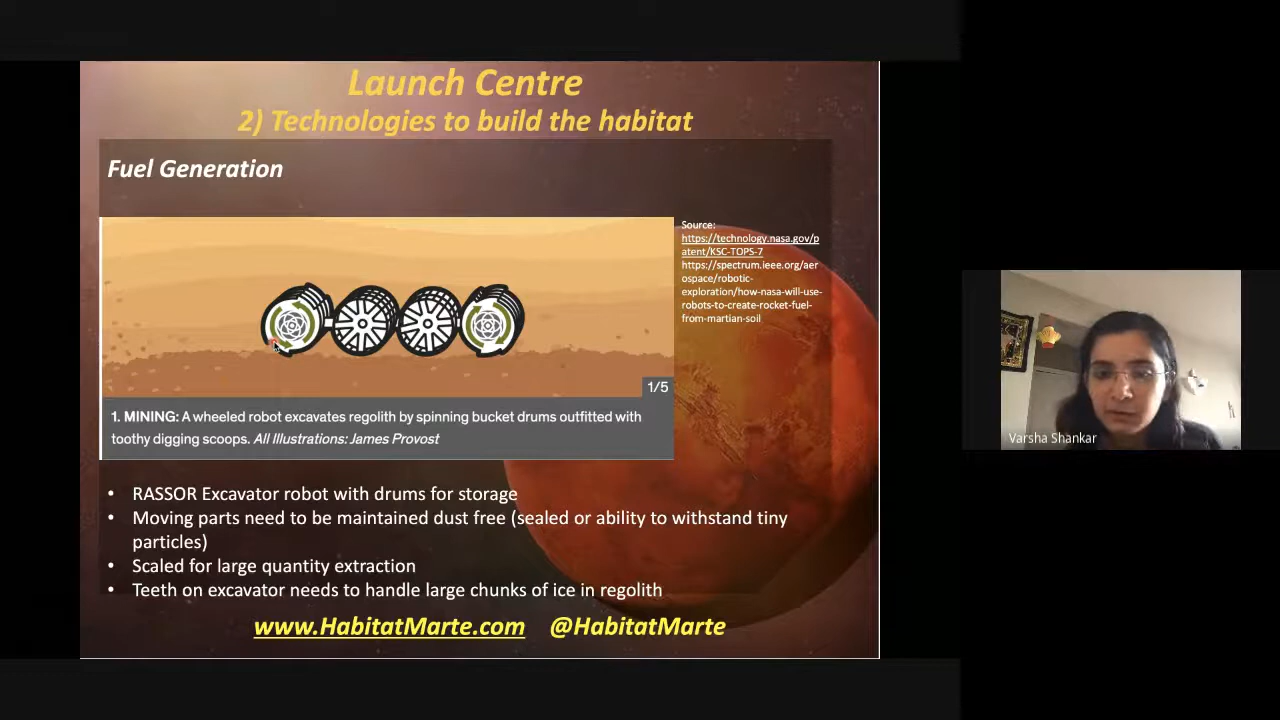 Launch Centre
2) Technologies to build the habitat
Fuel Generation
Source:
https://technology.nasa.gov/p
atent/KSC-TOPS-7
https://spectrum.ieee.org/aer
ospace/robotic-
exploration/how-nasa-will-use-
robots-to-create-rocket-fuel-
from-martian-soil
1/5
1. MINING: A wheeled robot excavates regolith by spinning bucket drums outfitted with
toothy digging scoops. All Illustrations: James Provost
• RASSOR Excavator robot with drums for storage
• Moving parts need to be maintained dust free (sealed or ability to withstand tiny
particles)
• Scaled for large quantity extraction
• Teeth on excavator needs to handle large chunks of ice in regolith
www.HabitatMarte.com @HabitatMarte
Varsha Shankar